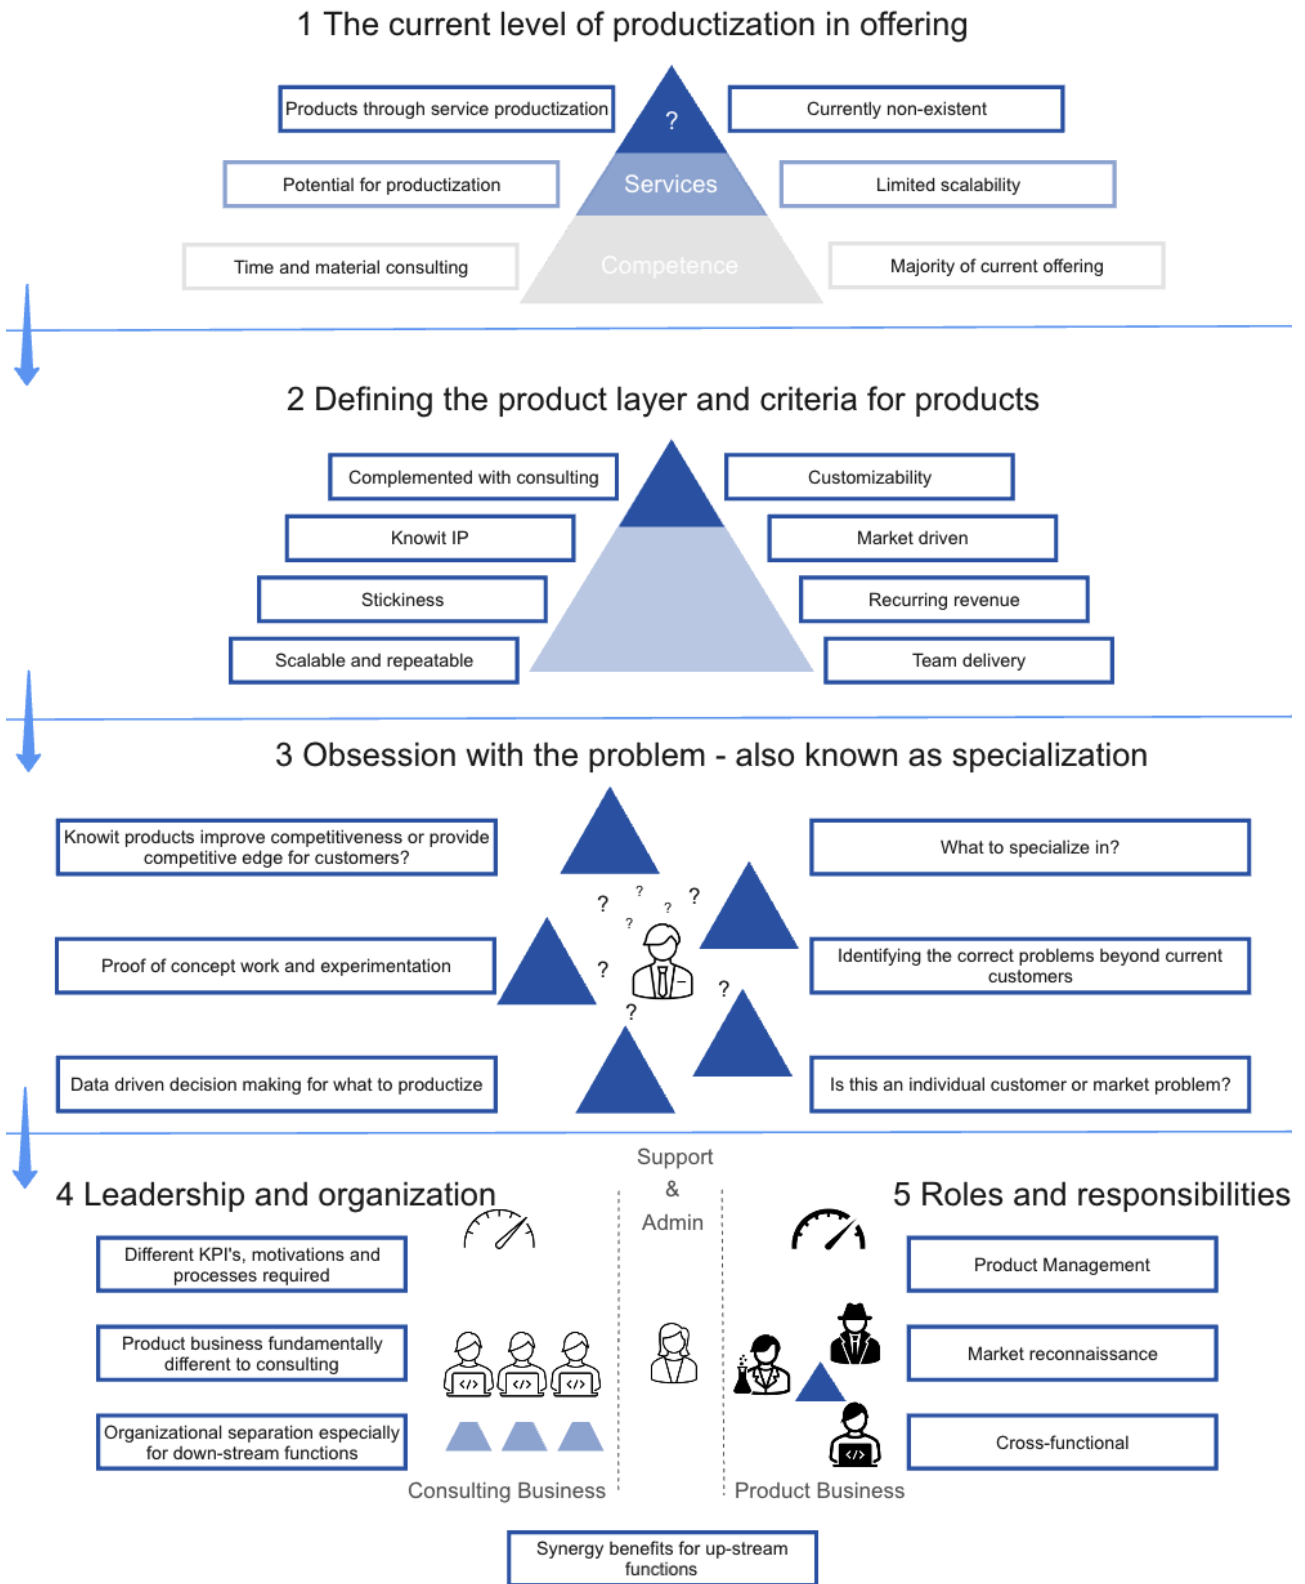 1 The current level of productization in offering
Products through service productization
?
Currently non-existent
Potential for productization
Services
Limited scalability
Time and material consulting
Competence
Majority of current offering
2 Defining the product layer and criteria for products
Complemented with consulting
Customizability
Knowit IP
Market driven
Stickiness
Recurring revenue
Scalable and repeatable
Team delivery
3 Obsession with the problem - also known as specialization
Knowit products improve competitiveness or provide
competitive edge for customers?
What to specialize in?
? ? ? ? ?
?
Proof of concept work and experimentation
?
?
?
Identifying the correct problems beyond current
customers
Data driven decision making for what to productize
Is this an individual customer or market problem?
Support
&
Admin
4 Leadership and organization
Different KPI's, motivations and
processes required
Product business fundamentally
different to consulting
</>
</>
</>
Organizational separation especially
for down-stream functions
Consulting Business
5 Roles and responsibilities
Product Management
Market reconnaissance
</>
Cross-functional
Product Business
Synergy benefits for up-stream
functions